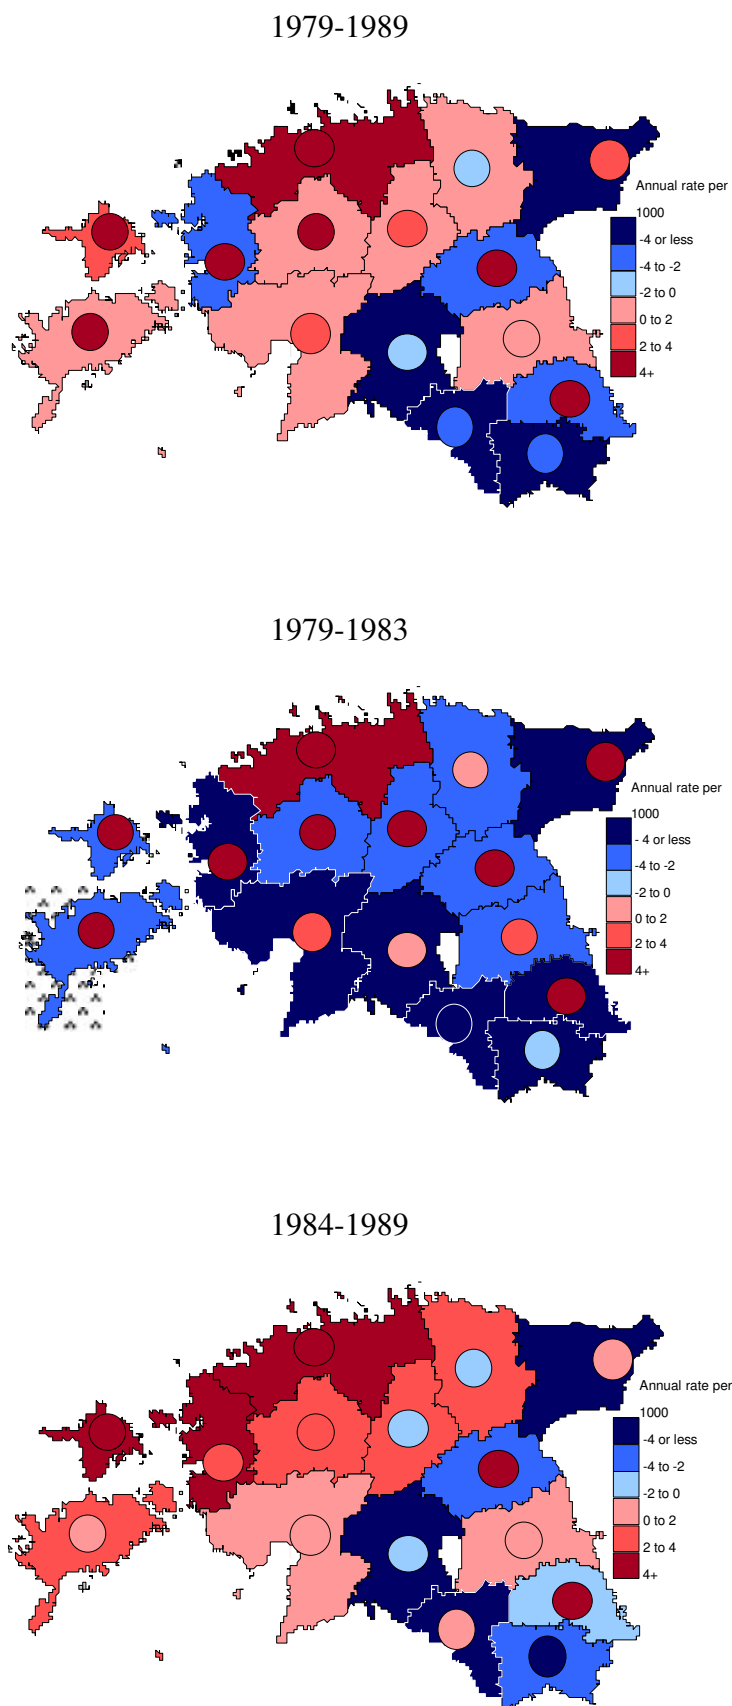 1979-1989
Annual rate per
1000
-4 or less
-4 to -2
-2 to 0
0 to 2
2 to 4
4+
1979-1983
Annual rate per
1000
- 4 or less
-4 to -2
-2 to 0
0 to 2
2 to 4
4+
1984-1989
Annual rate per
1000
-4 or less
-4 to -2
-2 to 0
0 to 2
2 to 4
4+